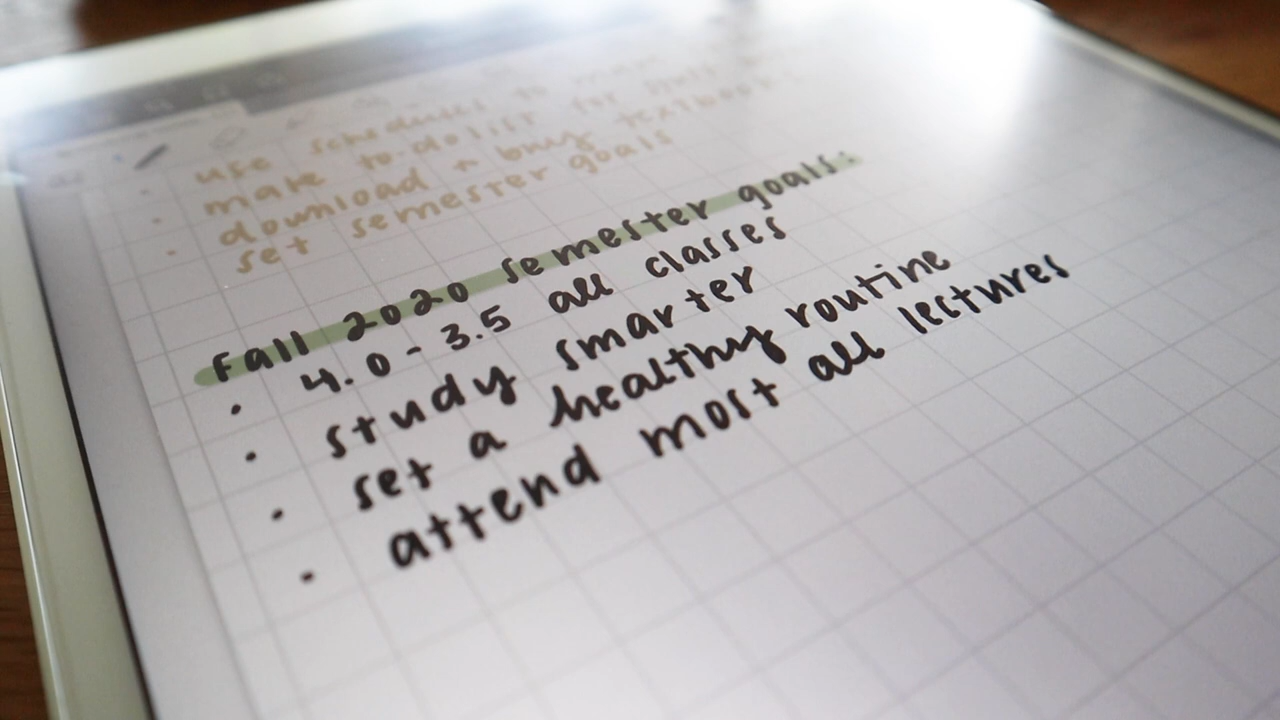 • use schedules to
• make to-do list for
• download + buy textbooks
set semester goals
Fall 2020 semester goals:
• 4.0 - 3.5 all classes
• study smarter
• set a healthy routine
• attend most all lectures